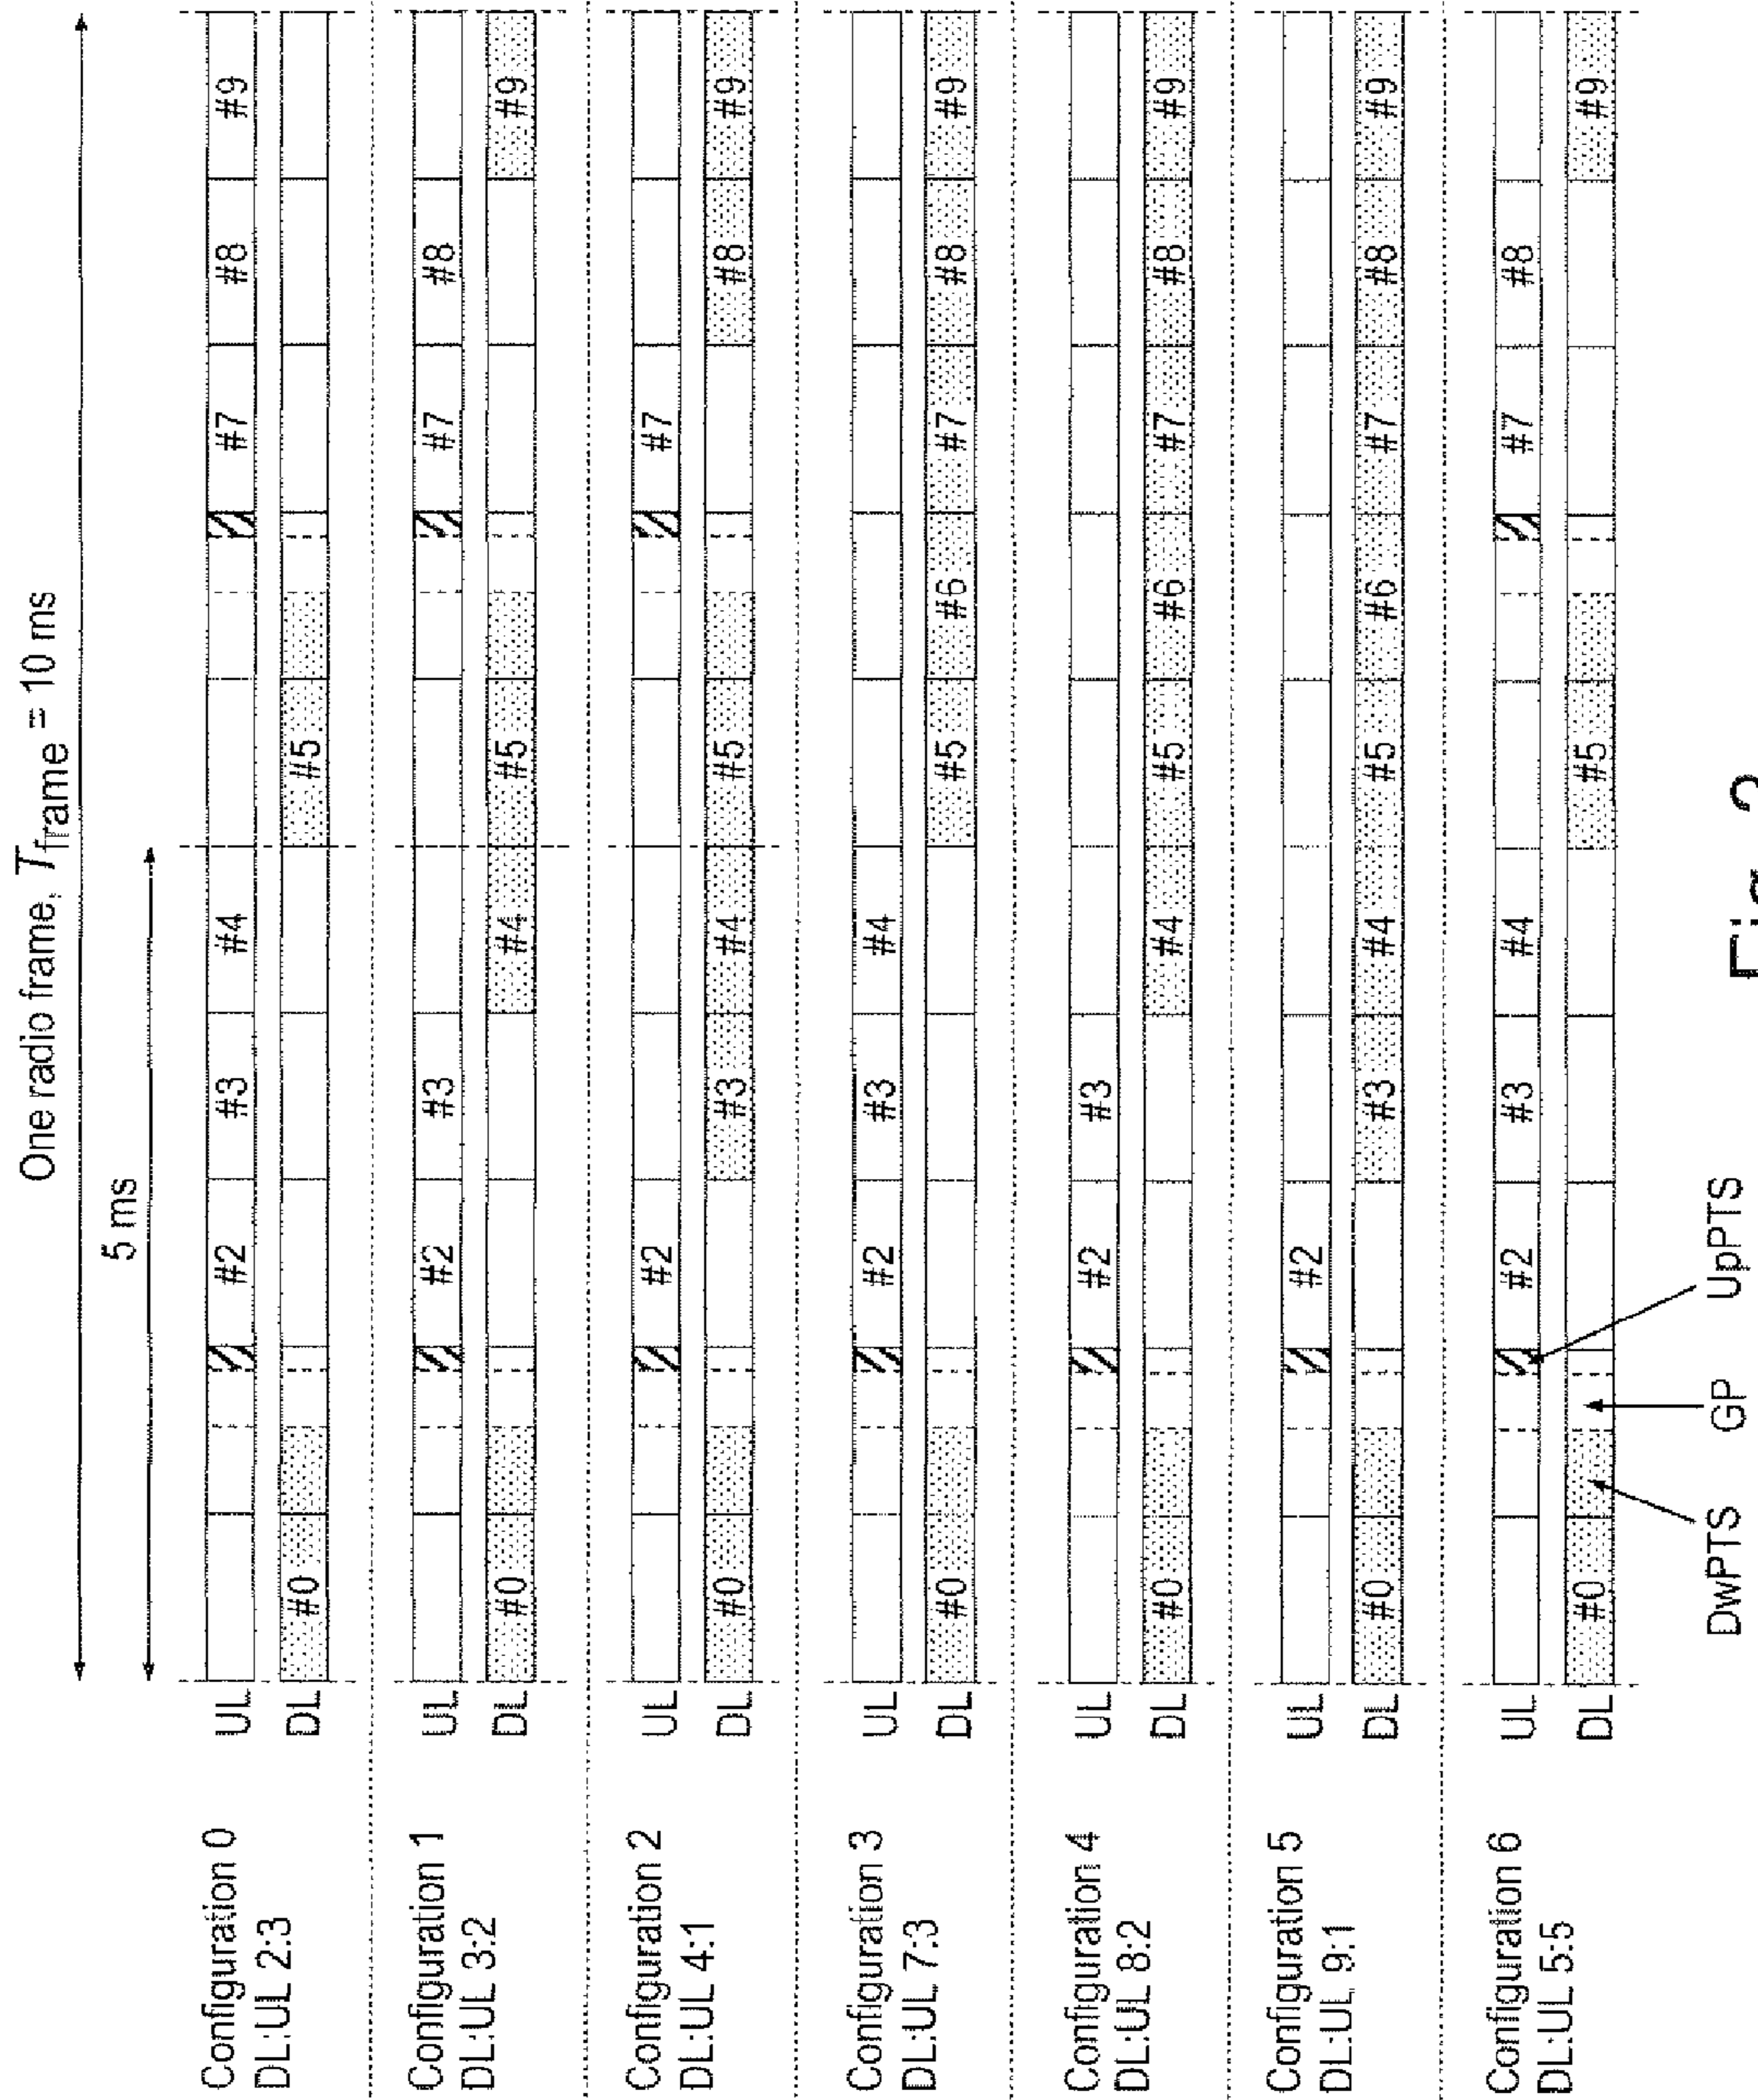 One radio frame, Tframe = 10 ms
5 ms
Configuration 0
DL:UL 2:3
UL #2 #3 #4 #7 #8 #9
DL #0 #5
Configuration 1
DL:UL 3:2
UL #2 #3 #7 #8
DL #0 #4 #5 #9
Configuration 2
DL:UL 4:1
UL #2 #7
DL #0 #3 #4 #5 #8 #9
Configuration 3
DL:UL 7:3
UL #2 #3 #4
DL #0 #5 #6 #7 #8 #9
Configuration 4
DL:UL 8:2
UL #2 #3
DL #0 #4 #5 #6 #7 #8 #9
Configuration 5
DL:UL 9:1
UL #2
DL #0 #3 #4 #5 #6 #7 #8 #9
Configuration 6
DL:UL 5:5
UL #2 #3 #4 #7 #8
DL #0 #5 #9
DwPTS GP UpPTS